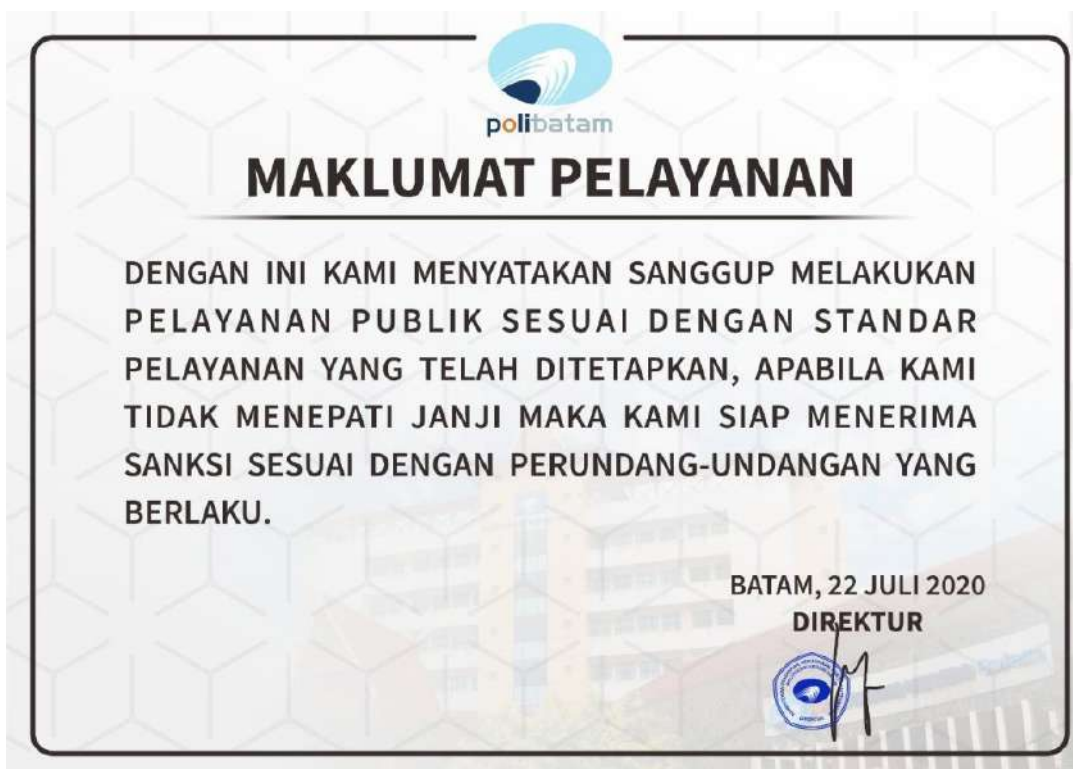 polibatam
MAKLUMAT PELAYANAN
DENGAN INI KAMI MENYATAKAN SANGGUP MELAKUKAN
PELAYANAN PUBLIK SESUAI DENGAN STANDAR
PELAYANAN YANG TELAH DITETAPKAN, APABILA KAMI
TIDAK MENEPATI JANJI MAKA KAMI SIAP MENERIMA
SANKSI SESUAI DENGAN PERUNDANG-UNDANGAN YANG
BERLAKU.
BATAM, 22 JULI 2020
DIREKTUR